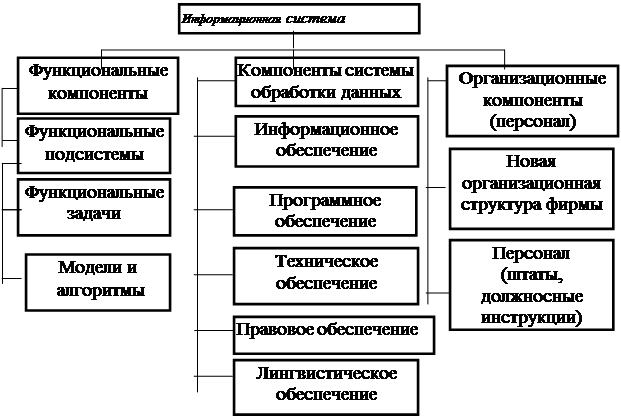 Информационная система
Функциональные
компоненты
Функциональные
подсистемы
Функциональные
задачи
Модели и
алгоритмы
Компоненты системы
обработки данных
Информационное
обеспечение
Программное
обеспечение
Техническое
обеспечение
Правовое обеспечение
Лингвистическое
обеспечение
Организационные
компоненты
(персонал)
Новая
организационная
структура фирмы
Персонал
(штаты,
должносные
инструкции)